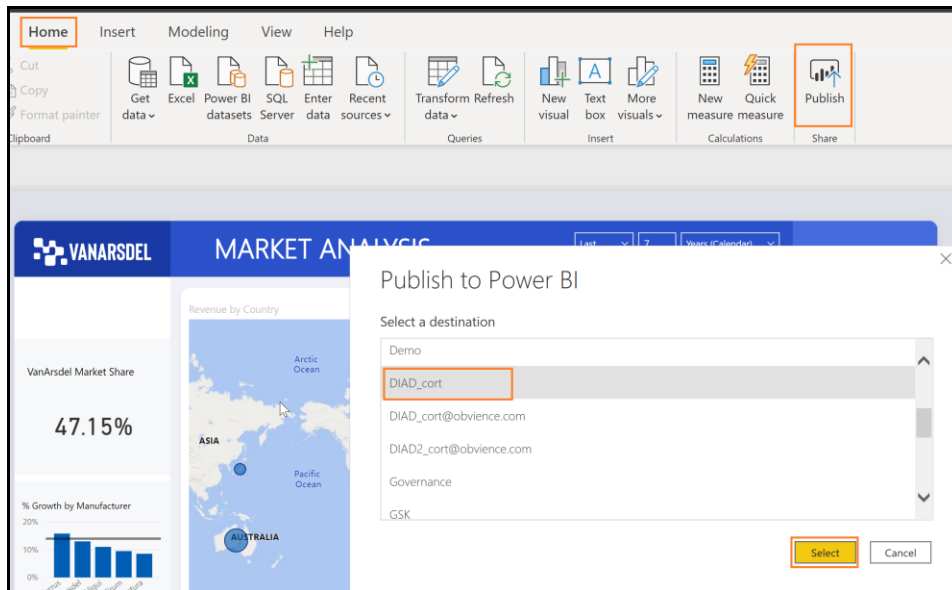 Home Insert Modeling View Help
Cut
Copy
Format painter
Clipboard
Get data
Excel
Power BI datasets
SQL Server
Enter data
Recent sources
Data
Transform data
Refresh
Queries
New visual
Text box
More visuals
Insert
New measure
Quick measure
Calculations
Publish
Share
VANARSDEL
MARKET
Last 7 Years (Calendar)
Publish to Power BI
Select a destination
Demo
DIAD_cort
DIAD_cort@obvience.com
DIAD2_cort@obvience.com
Governance
GSK
Select
Cancel
Revenue by Country
Arctic
Ocean
ASIA
Pacific
Ocean
AUSTRALIA
VanArsdel Market Share
47.15%
% Growth by Manufacturer
20%
10%
0%